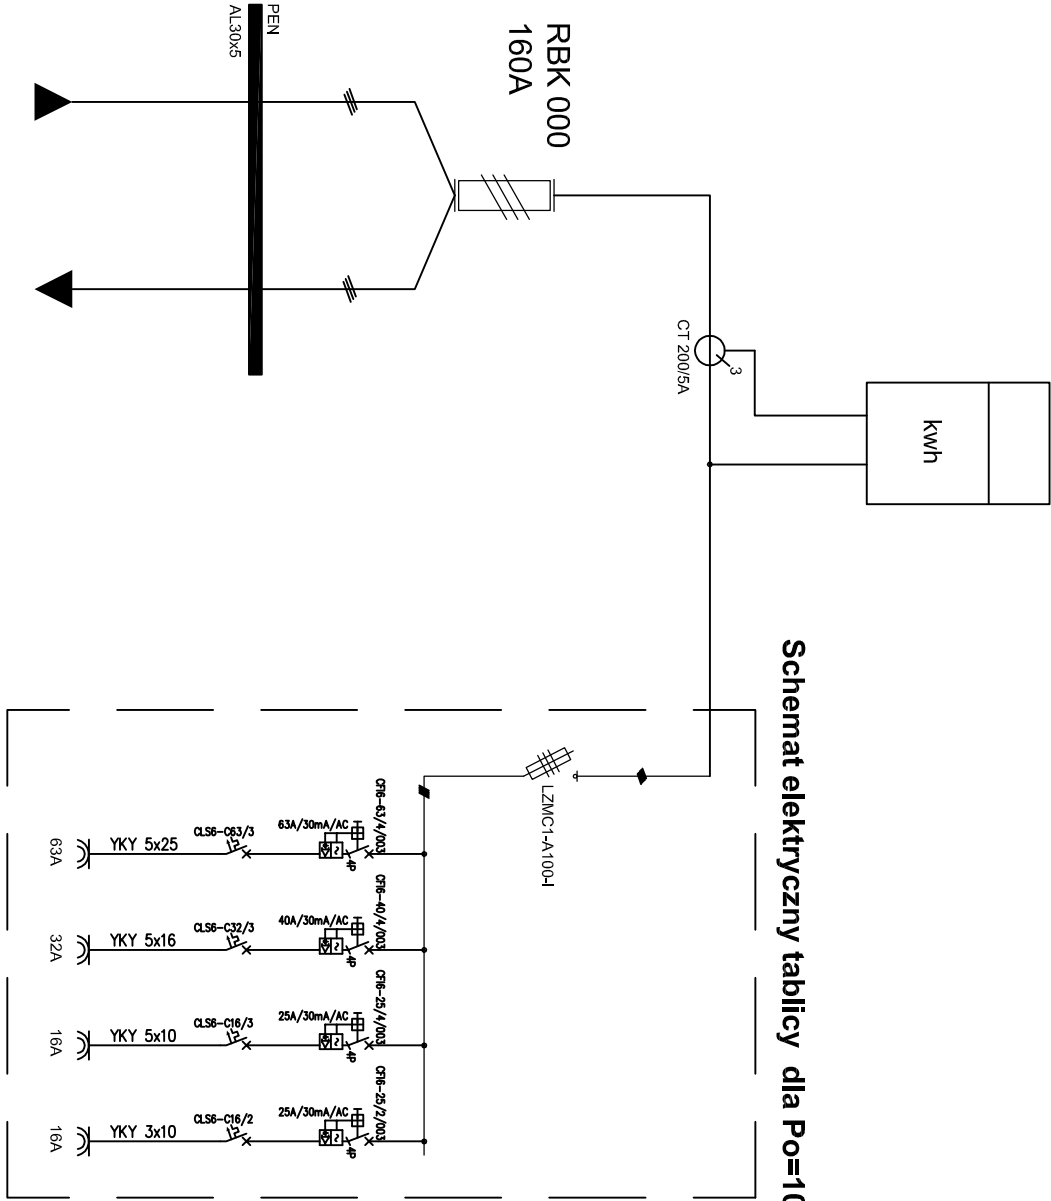 PEN
AL30x5
RBK 000
160A
CT 200/5A
3
kwh
Schemat elektryczny tablicy dla Po=10
LZMC1-A100-I
CFI6-63/4/003
63A/30mA/AC
4P
CLS6-C63/3
YKY 5x25
63A
CFI6-40/4/003
40A/30mA/AC
4P
CLS6-C32/3
YKY 5x16
32A
CFI6-25/4/003
25A/30mA/AC
4P
CLS6-C16/3
YKY 5x10
16A
CFI6-25/2/003
25A/30mA/AC
4P
CLS6-C16/2
YKY 3x10
16A